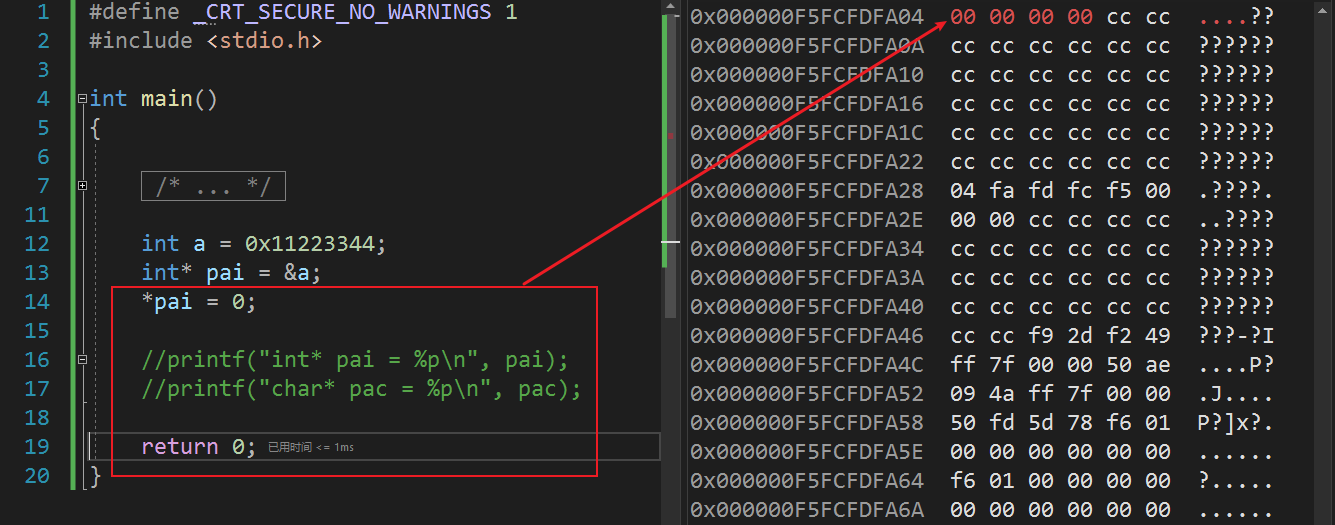 1 #define _CRT_SECURE_NO_WARNINGS 1
2 #include <stdio.h>
3
4 int main()
5 {
6
7 /* ... */
11
12 int a = 0x11223344;
13 int* pai = &a;
14 *pai = 0;
15
16 //printf("int* pai = %p\n", pai);
17 //printf("char* pac = %p\n", pac);
18
19 return 0; 已用时间 <= 1ms
20 }
0x000000F5FCFDFA04 00 00 00 00 cc cc ....??
0x000000F5FCFDFA0A cc cc cc cc cc cc ??????
0x000000F5FCFDFA10 cc cc cc cc cc cc ??????
0x000000F5FCFDFA16 cc cc cc cc cc cc ??????
0x000000F5FCFDFA1C cc cc cc cc cc cc ??????
0x000000F5FCFDFA22 cc cc cc cc cc cc ??????
0x000000F5FCFDFA28 04 fa fd fc f5 00 .????.
0x000000F5FCFDFA2E 00 00 cc cc cc cc ..????
0x000000F5FCFDFA34 cc cc cc cc cc cc ??????
0x000000F5FCFDFA3A cc cc cc cc cc cc ??????
0x000000F5FCFDFA40 cc cc cc cc cc cc ??????
0x000000F5FCFDFA46 cc cc f9 2d f2 49 ???-?I
0x000000F5FCFDFA4C ff 7f 00 00 50 ae ....P?
0x000000F5FCFDFA52 09 4a ff 7f 00 00 .J....
0x000000F5FCFDFA58 50 fd 5d 78 f6 01 P?]x?.
0x000000F5FCFDFA5E 00 00 00 00 00 00 ......
0x000000F5FCFDFA64 f6 01 00 00 00 00 ?.....
0x000000F5FCFDFA6A 00 00 00 00 00 00 ......